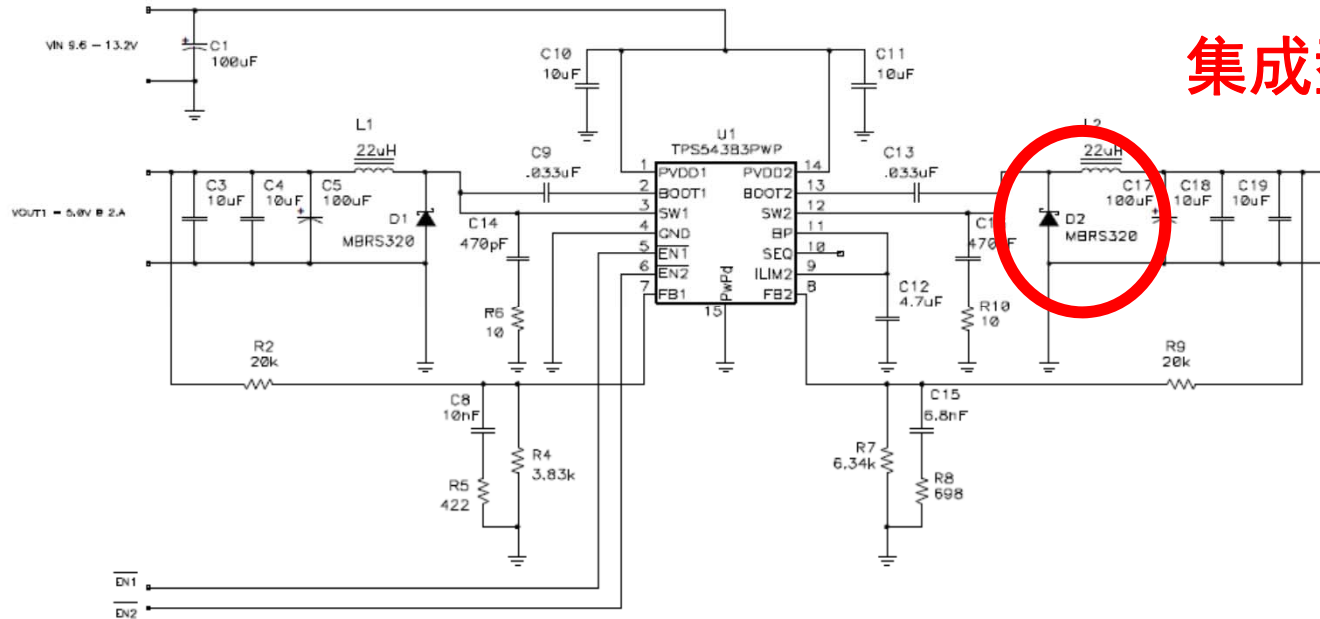 VIN 9.6 - 13.2V
C1
100uF
C10
10uF
C11
10uF
集成
L1
22uH
C9
.033uF
U1
TPS54383PWP
C13
.033uF
L2
22uH
1 PVDD1 PVDD2 14
2 BOOT1 BOOT2 13
3 SW1 SW2 12
4 GND BP 11
5 EN1 SEQ 10
6 EN2 ILIM2 9
7 FB1 FB2 8
PwPd
15
C3
10uF
C4
10uF
C5
100uF
VOUT1 = 5.0V @ 2.A
D1
MBRS320
C14
470pF
R6
10
C12
4.7uF
R10
10
D2
MBRS320
C17
100uF
C18
10uF
C19
10uF
R2
20k
R9
20k
C8
10nF
R4
3.83k
R5
422
C15
6.8nF
R7
6.34k
R8
698
EN1
EN2